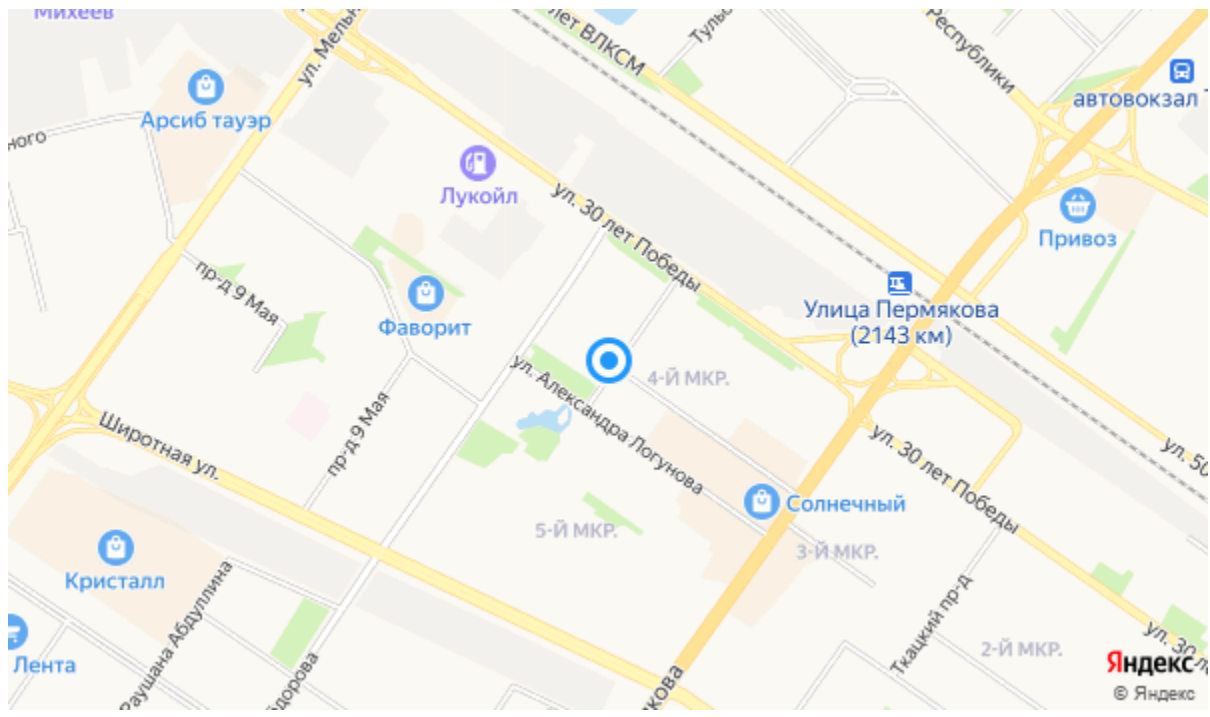 Михеев
ул. Мельн
лет ВЛКСМ
Тульс
Республики
автовокзал Т
Арсиб тауэр
ного
Лукойл
ул. 30 лет Победы
Привоз
пр-д 9 Мая
Фаворит
Улица Пермякова
(2143 км)
ул. Александра Логунова
4-Й МКР.
пр-д 9 Мая
Широтная ул.
ул. 30 лет Победы
ул. 50
Солнечный
5-Й МКР.
3-Й МКР.
Кристалл
Раушана Абдуллина
Ткацкий пр-д
Лента
дорова
кова
2-Й МКР.
ул. 30 ле
Яндекс
© Яндекс